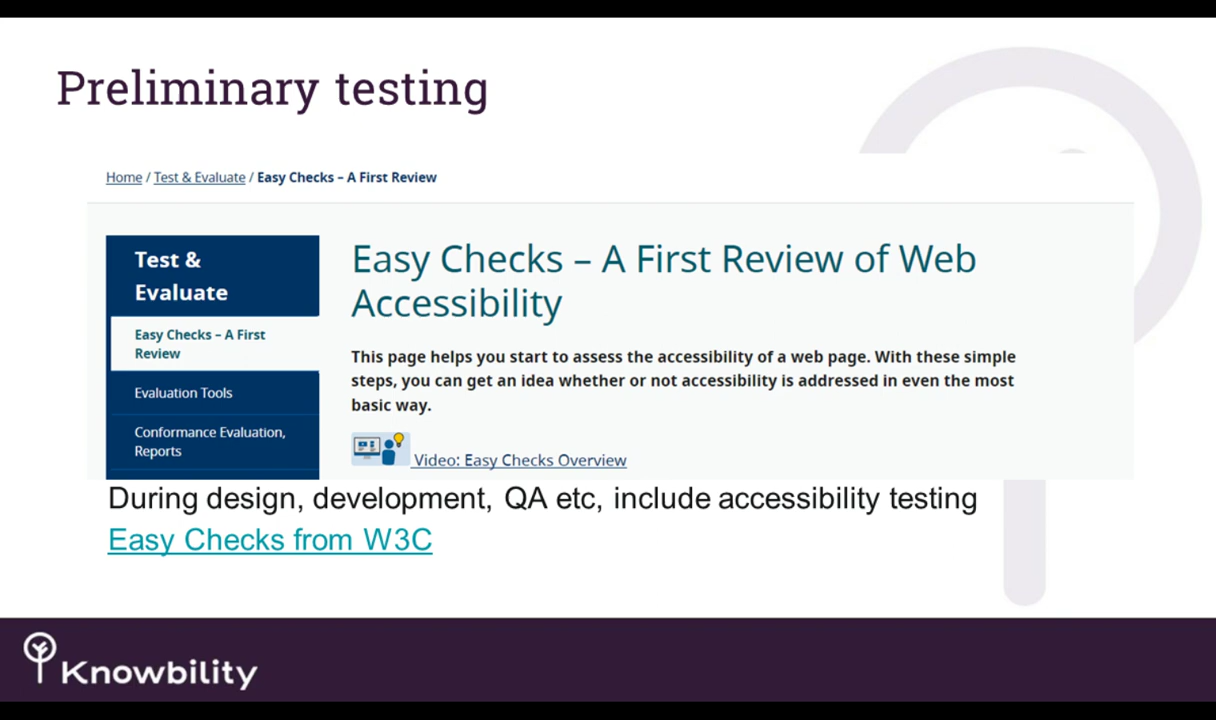 Preliminary testing
Home / Test & Evaluate / Easy Checks – A First Review
Test &
Evaluate
Easy Checks – A First
Review
Evaluation Tools
Conformance Evaluation,
Reports
Easy Checks – A First Review of Web
Accessibility
This page helps you start to assess the accessibility of a web page. With these simple
steps, you can get an idea whether or not accessibility is addressed in even the most
basic way.
Video: Easy Checks Overview
During design, development, QA etc, include accessibility testing
Easy Checks from W3C
Knowbility